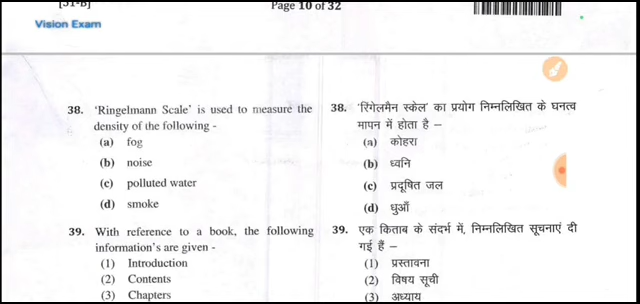 [31-B]
Page 10 of 32
Vision Exam
38. 'Ringelmann Scale' is used to measure the
density of the following -
(a) fog
(b) noise
(c) polluted water
(d) smoke
39. With reference to a book, the following
information's are given -
(1) Introduction
(2) Contents
(3) Chapters
38. 'रिंगेलमैन स्केल' का प्रयोग निम्नलिखित के घनत्व
मापन में होता है –
(a) कोहरा
(b) ध्वनि
(c) प्रदूषित जल
(d) धुआँ
39. एक किताब के संदर्भ में, निम्नलिखित सूचनाएं दी
गई हैं –
(1) प्रस्तावना
(2) विषय सूची
(3) अध्याय